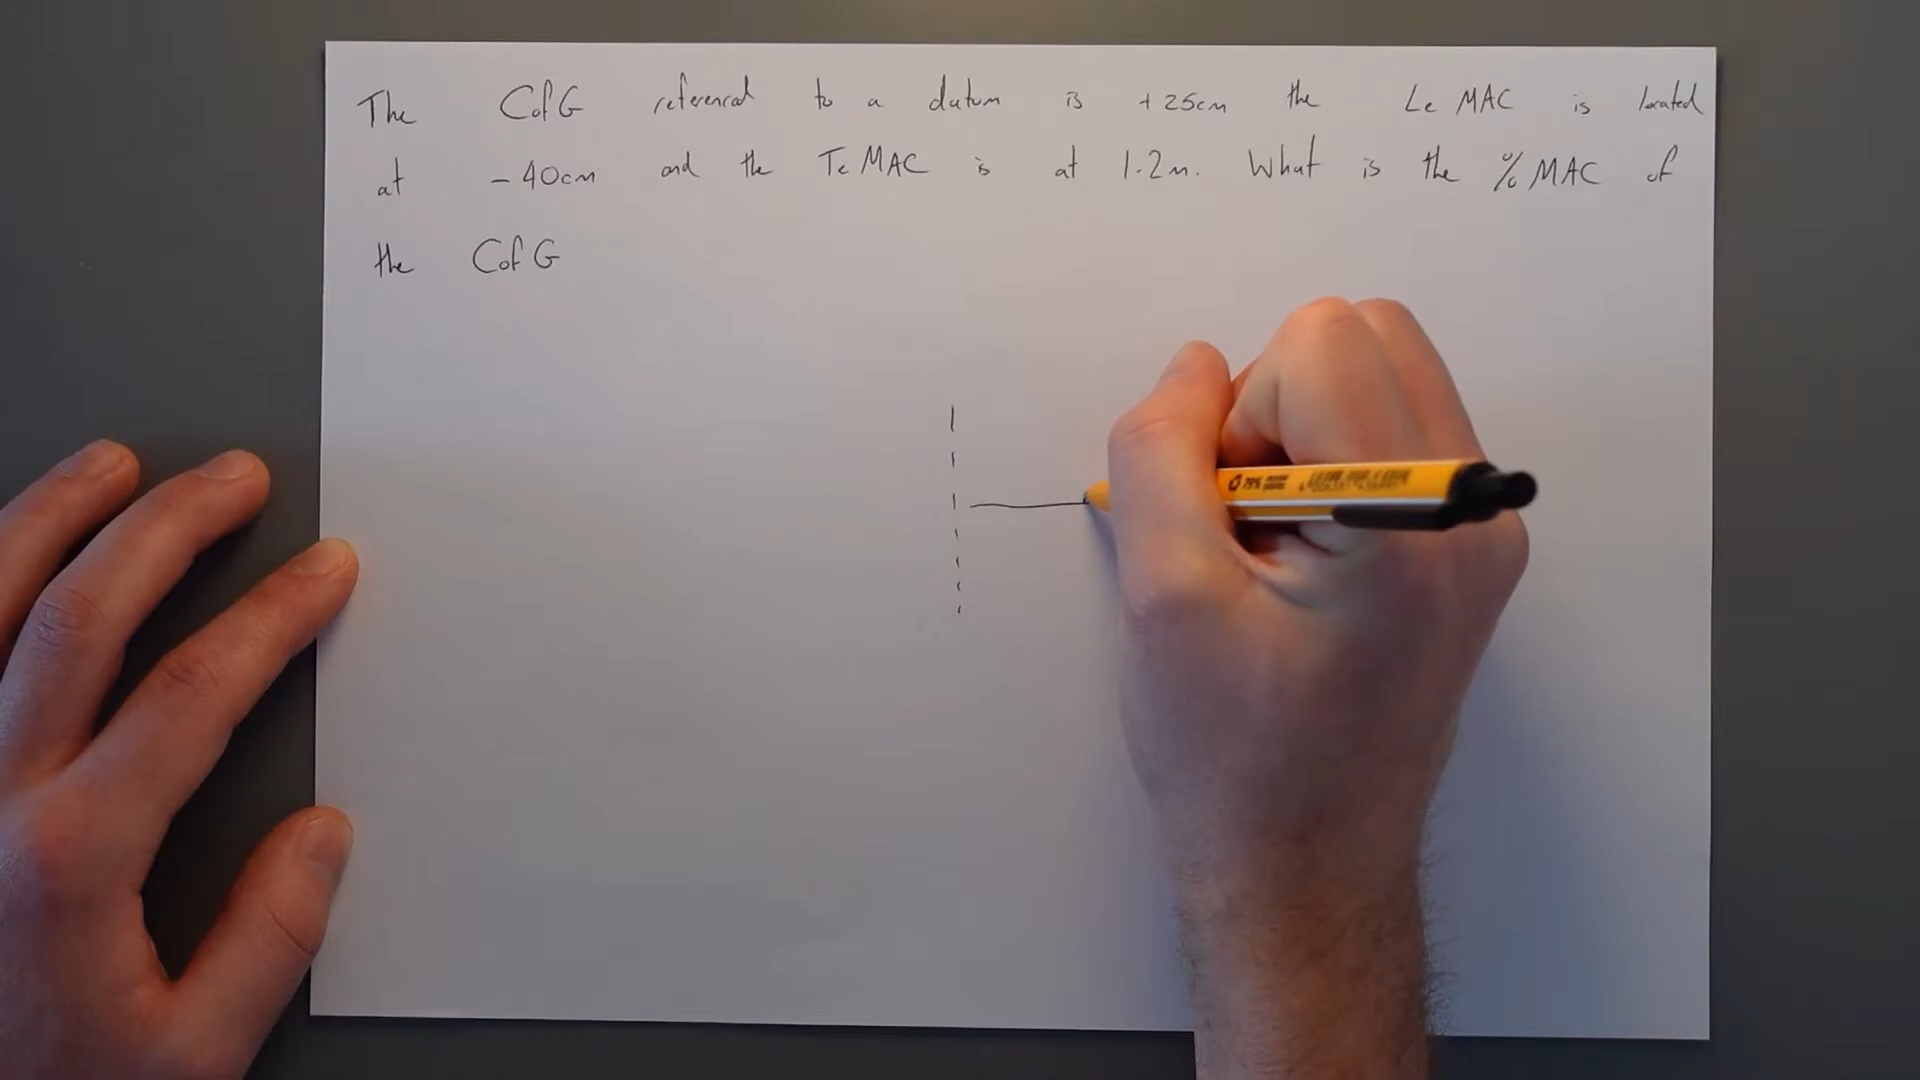 The CofG referenced to a datum is + 25cm the Le MAC is located
at - 40cm and the Te MAC is at 1.2m. What is the % MAC of
the CofG
79%